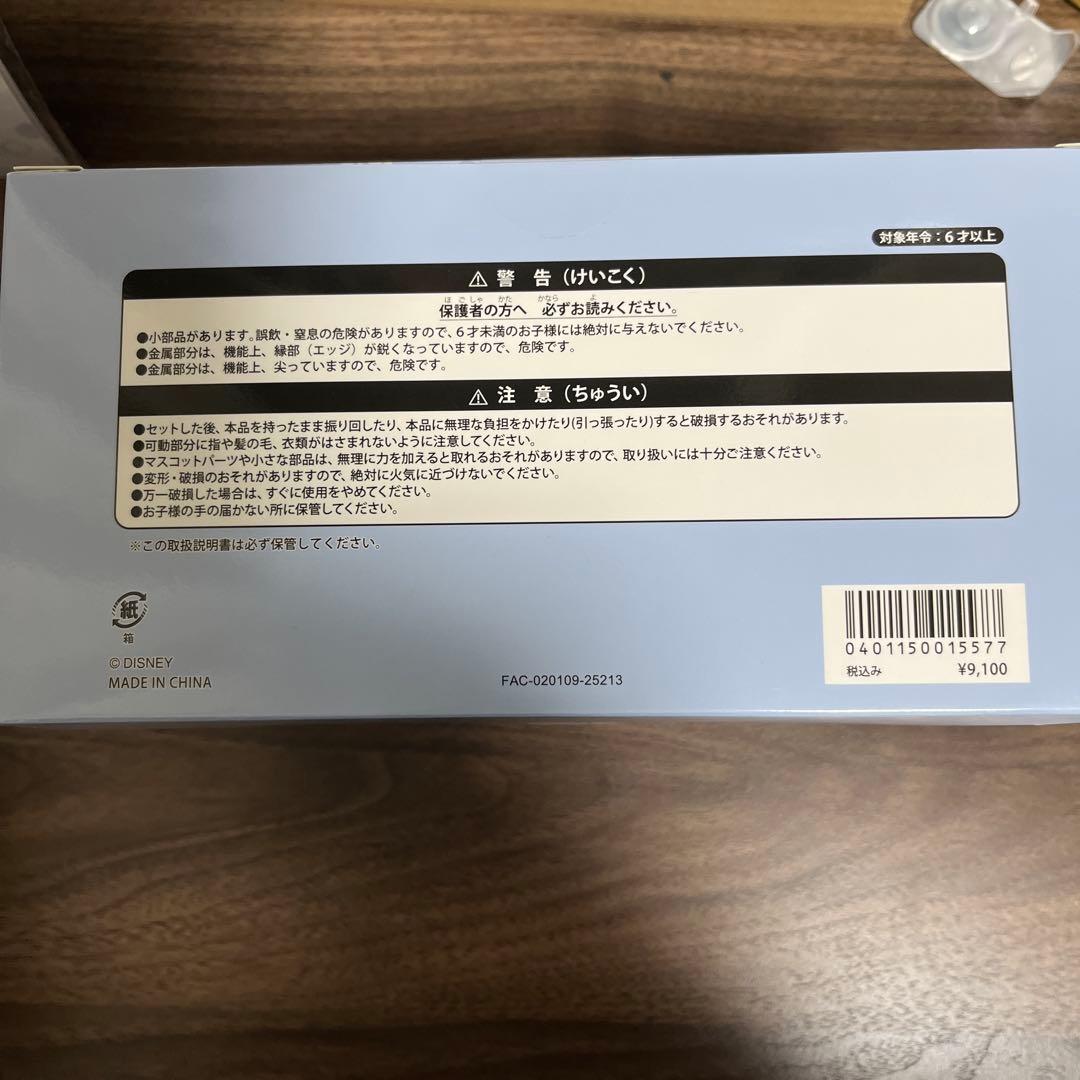 対象年令：6才以上
⚠ 警 告（けいこく）
ほごしゃ かた かなら よ
保護者の方へ 必ずお読みください。
●小部品があります。誤飲・窒息の危険がありますので、6才未満のお子様には絶対に与えないでください。
●金属部分は、機能上、縁部（エッジ）が鋭くなっていますので、危険です。
●金属部分は、機能上、尖っていますので、危険です。
⚠ 注 意（ちゅうい）
●セットした後、本品を持ったまま振り回したり、本品に無理な負担をかけたり(引っ張ったり)すると破損するおそれがあります。
●可動部分に指や髪の毛、衣類がはさまれないように注意してください。
●マスコットパーツや小さな部品は、無理に力を加えると取れるおそれがありますので、取り扱いには十分ご注意ください。
●変形・破損のおそれがありますので、絶対に火気に近づけないでください。
●万一破損した場合は、すぐに使用をやめてください。
●お子様の手の届かない所に保管してください。
※この取扱説明書は必ず保管してください。
紙
箱
© DISNEY
MADE IN CHINA
FAC-020109-25213
0401150015577
税込み ¥9,100